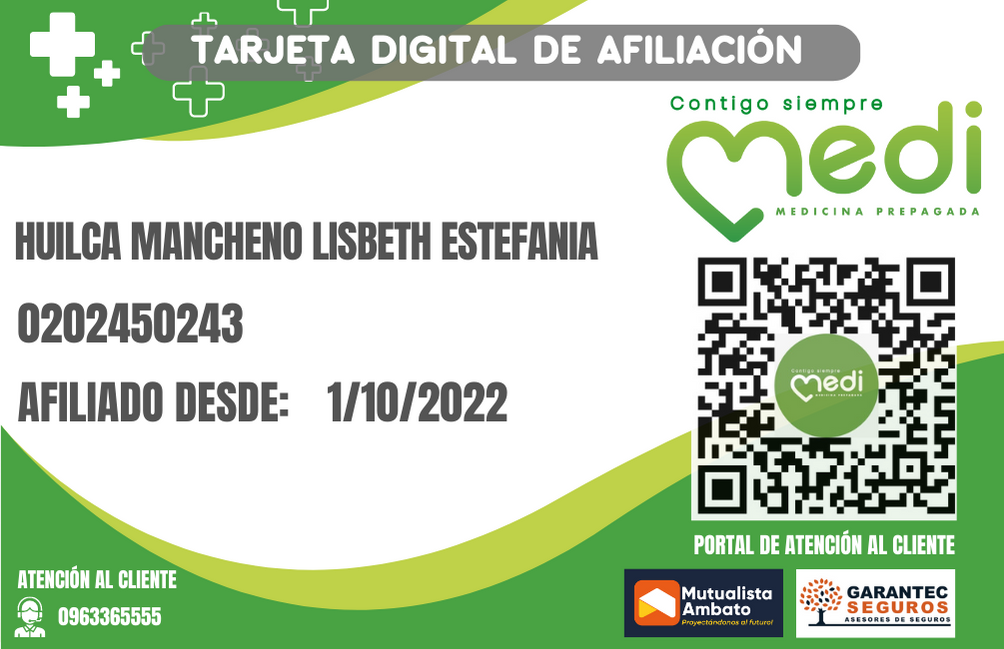 TARJETA DIGITAL DE AFILIACIÓN
Contigo siempre
medi
MEDICINA PREPAGADA
HUILCA MANCHENO LISBETH ESTEFANIA
0202450243
AFILIADO DESDE: 1/10/2022
Contigo siempre
medi
MEDICINA PREPAGADA
PORTAL DE ATENCIÓN AL CLIENTE
ATENCIÓN AL CLIENTE
0963365555
Mutualista
Ambato
Proyectándonos al futuro!
GARANTEC
SEGUROS
ASESORES DE SEGUROS